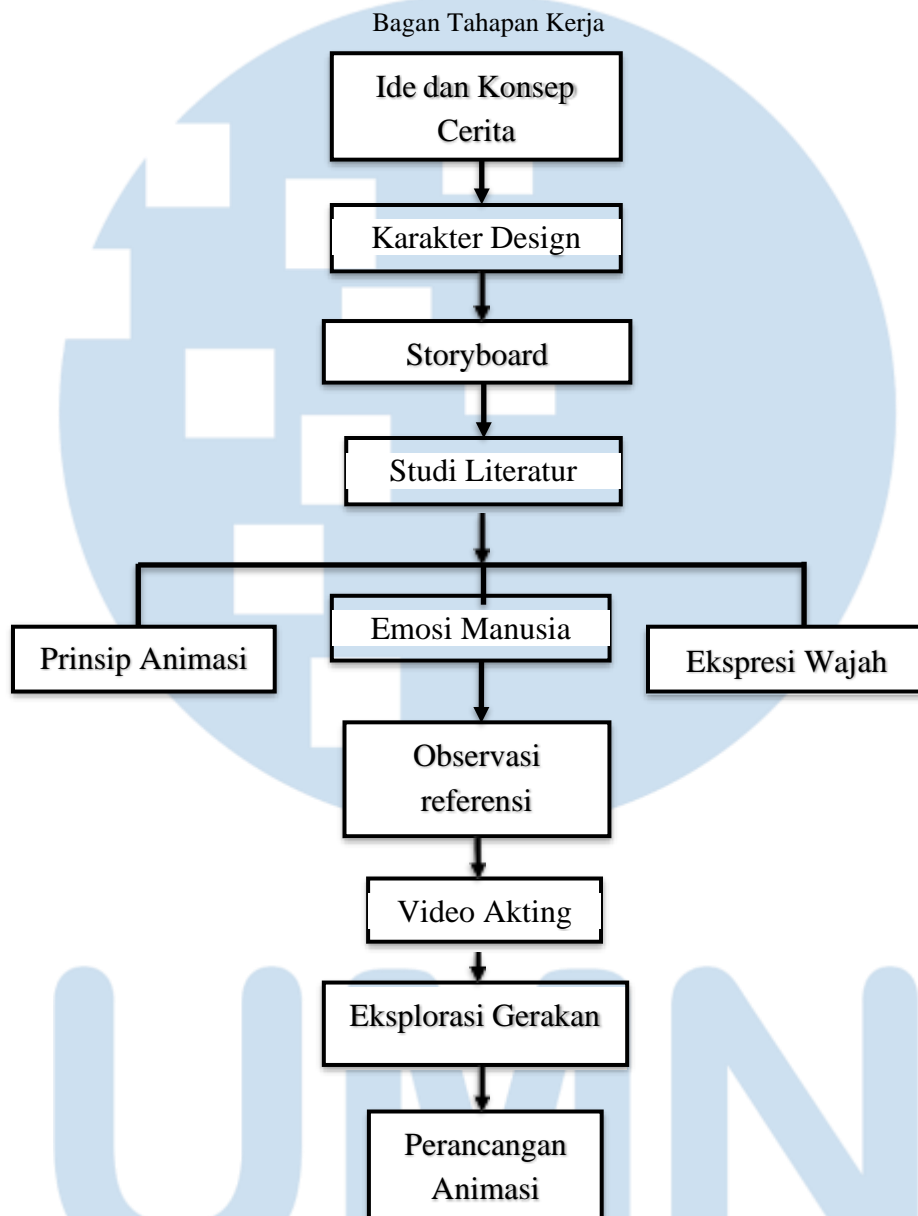 Bagan Tahapan Kerja
Ide dan Konsep
Cerita
Karakter Design
Storyboard
Studi Literatur
Prinsip Animasi
Emosi Manusia
Ekspresi Wajah
Observasi
referensi
Video Akting
Eksplorasi Gerakan
Perancangan
Animasi
UMN